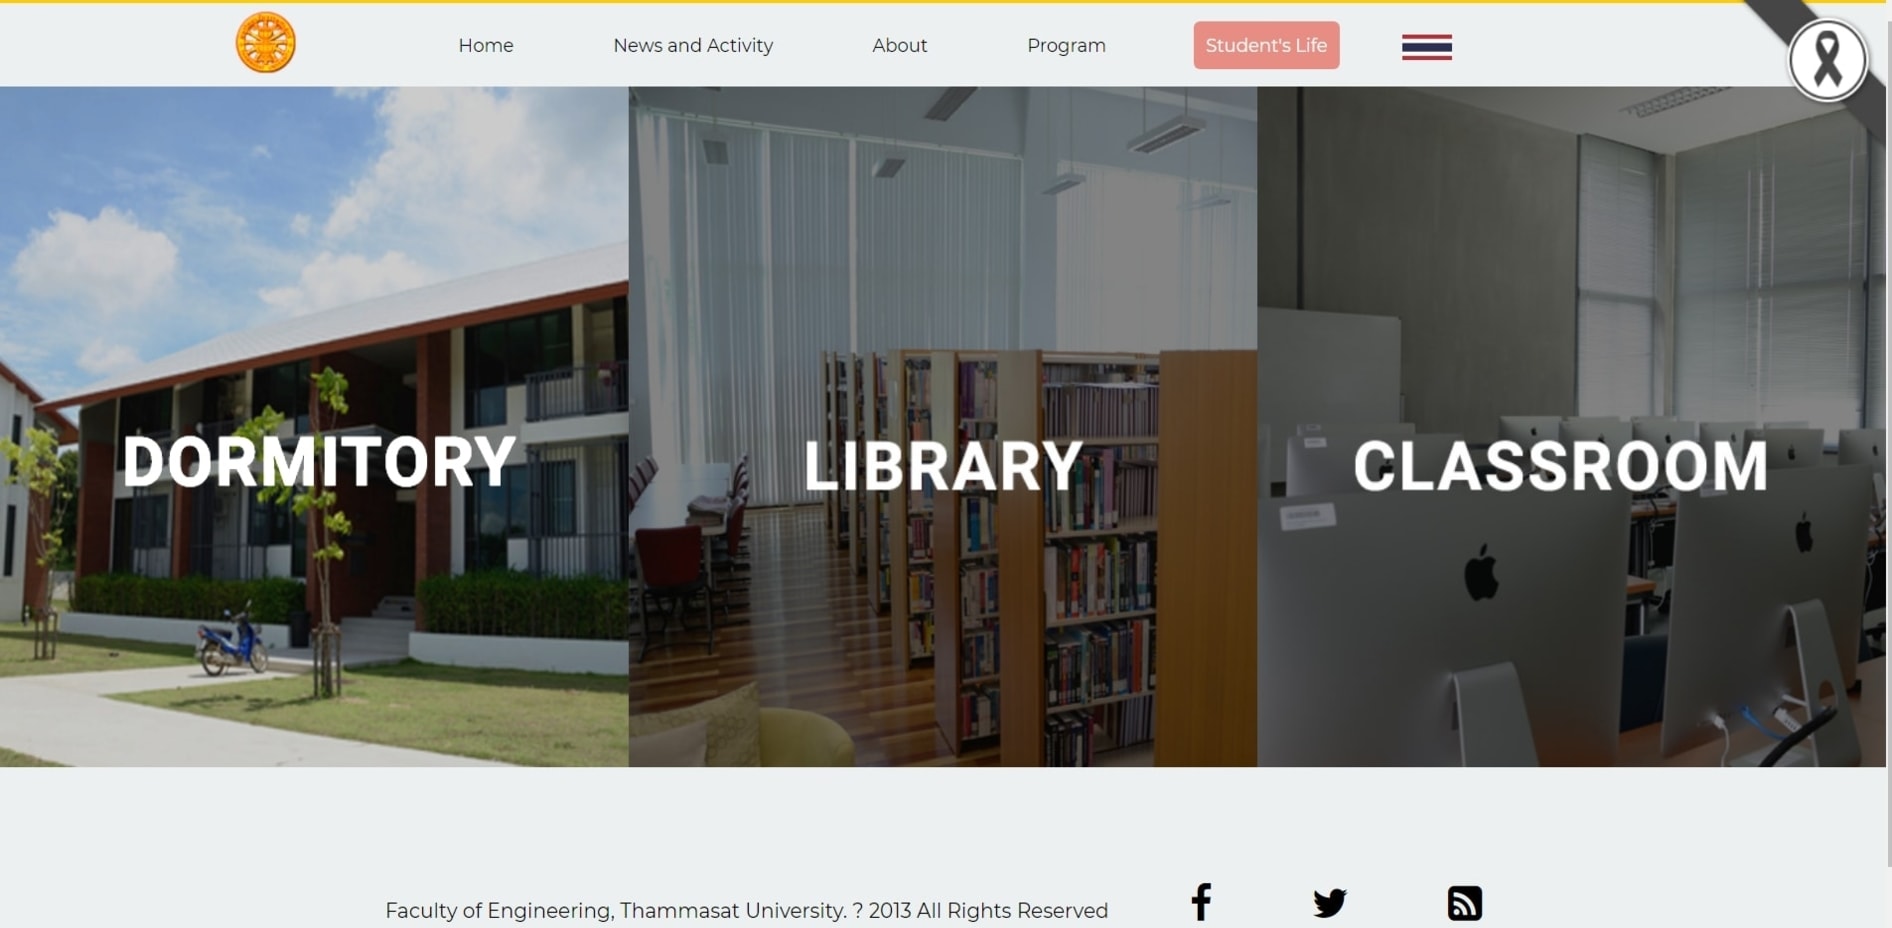 Home News and Activity About Program Student's Life
DORMITORY LIBRARY CLASSROOM
Faculty of Engineering, Thammasat University. ? 2013 All Rights Reserved